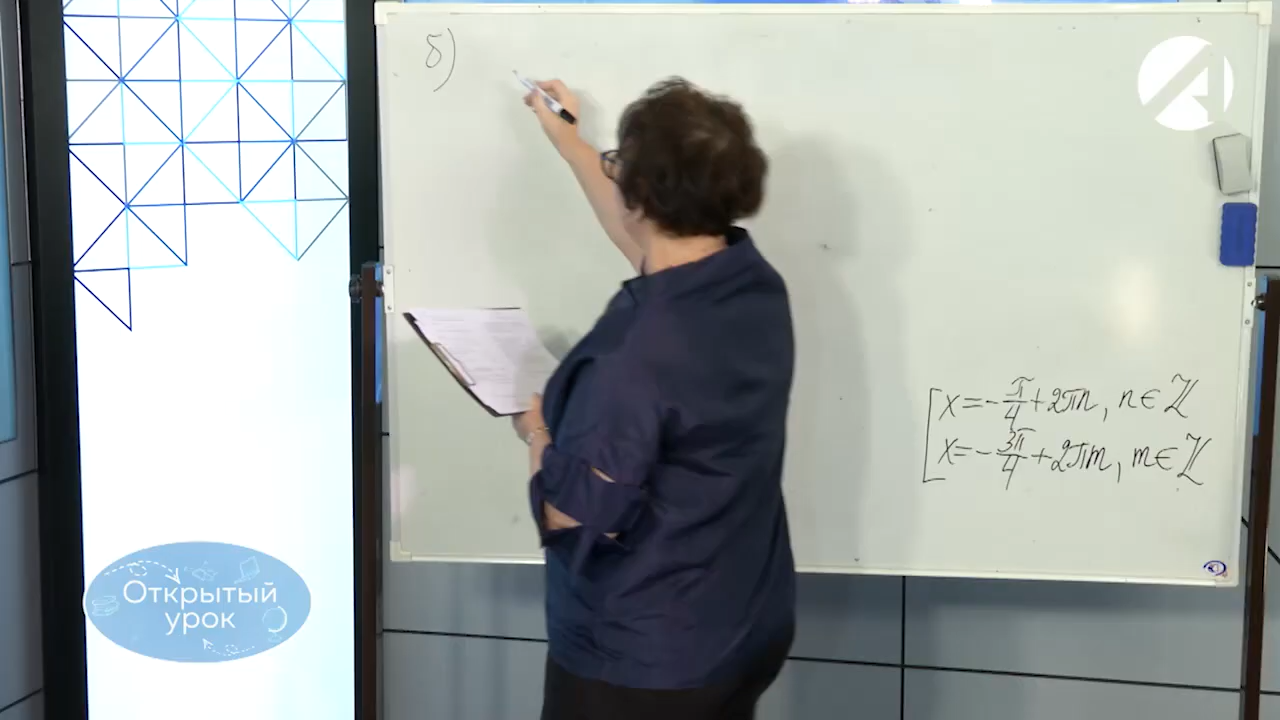 б)
x = -π/4 + 2πn, n ∈ ℤ
x = -3π/4 + 2πm, m ∈ ℤ
Открытый
урок